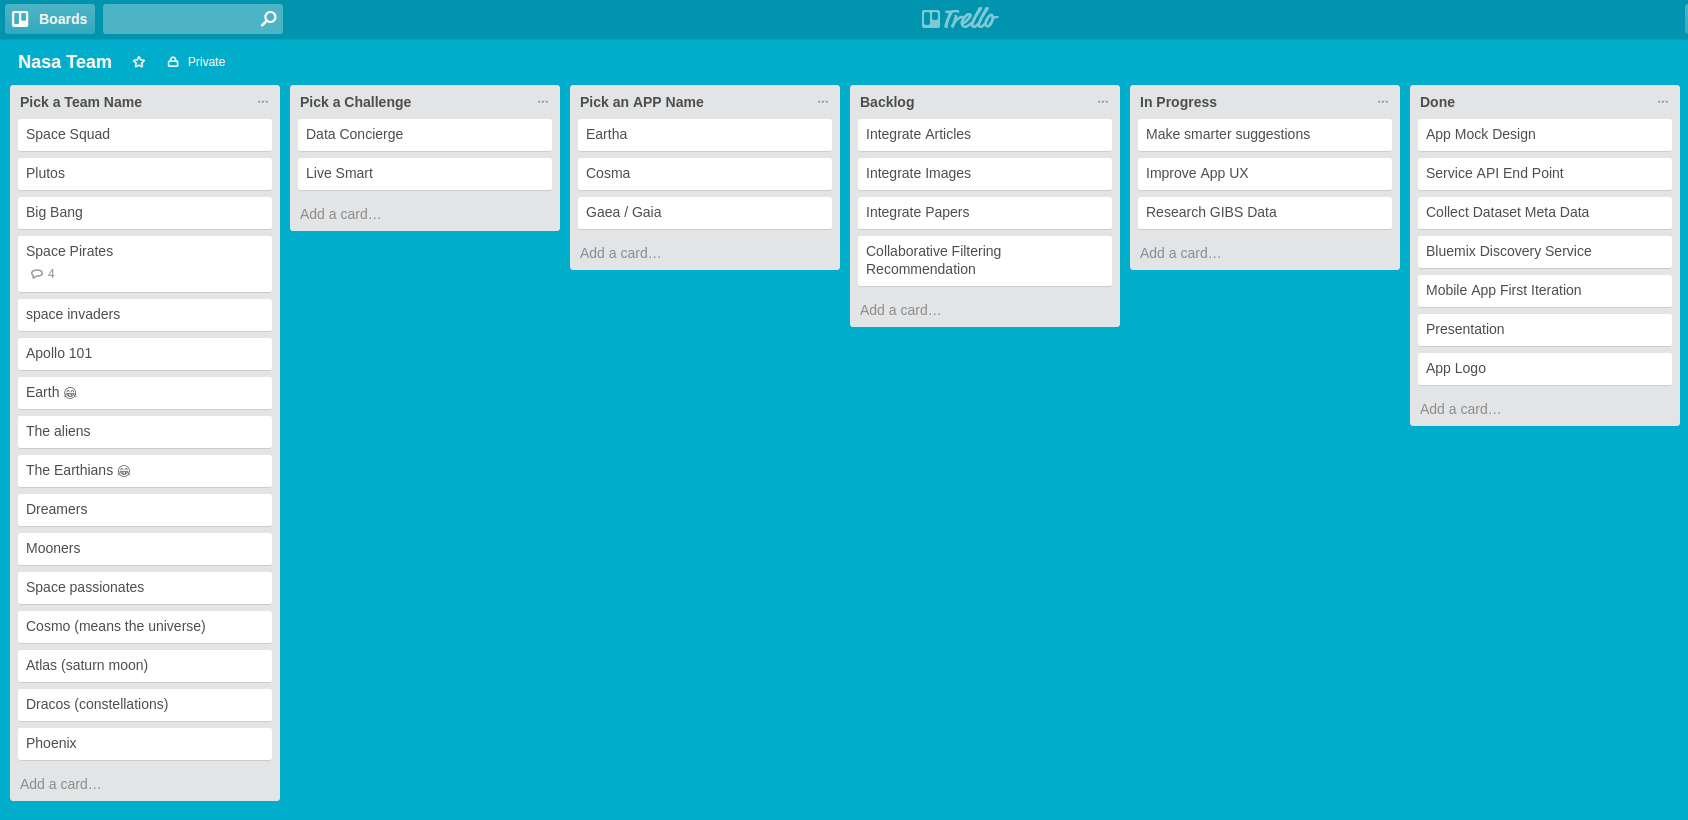 Boards
Trello
Nasa Team
Private
Pick a Team Name
Space Squad
Plutos
Big Bang
Space Pirates
4
space invaders
Apollo 101
Earth 🤗
The aliens
The Earthians 🤗
Dreamers
Mooners
Space passionates
Cosmo (means the universe)
Atlas (saturn moon)
Dracos (constellations)
Phoenix
Add a card…
Pick a Challenge
Data Concierge
Live Smart
Add a card…
Pick an APP Name
Eartha
Cosma
Gaea / Gaia
Add a card…
Backlog
Integrate Articles
Integrate Images
Integrate Papers
Collaborative Filtering
Recommendation
Add a card…
In Progress
Make smarter suggestions
Improve App UX
Research GIBS Data
Add a card…
Done
App Mock Design
Service API End Point
Collect Dataset Meta Data
Bluemix Discovery Service
Mobile App First Iteration
Presentation
App Logo
Add a card…